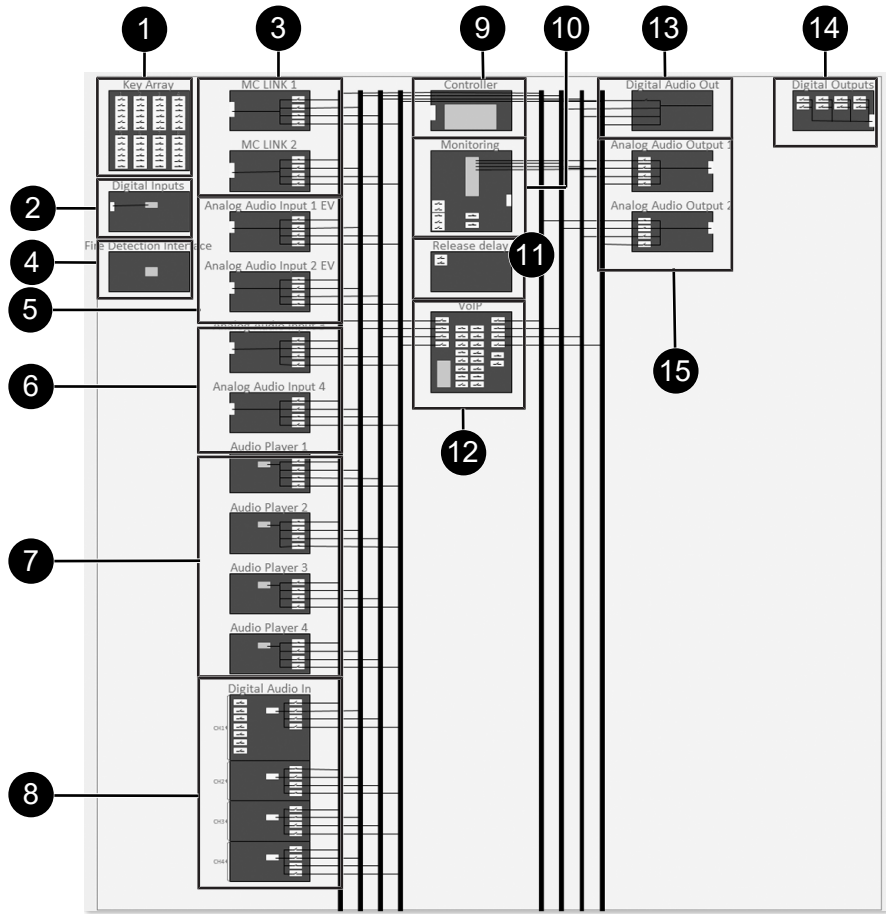 1
3
9
10
13
14
Key Array
MC LINK 1
Controller
Digital Audio Out
Digital Outputs
MC LINK 2
Monitoring
Analog Audio Output 1
2
Digital Inputs
Analog Audio Input 1 EV
Analog Audio Output 2
4
Fire Detection Interface
Release delay
11
Analog Audio Input 2 EV
5
VoIP
15
6
Analog Audio Input 4
12
Audio Player 1
Audio Player 2
7
Audio Player 3
Audio Player 4
Digital Audio In
CH1
CH2
8
CH3
CH4